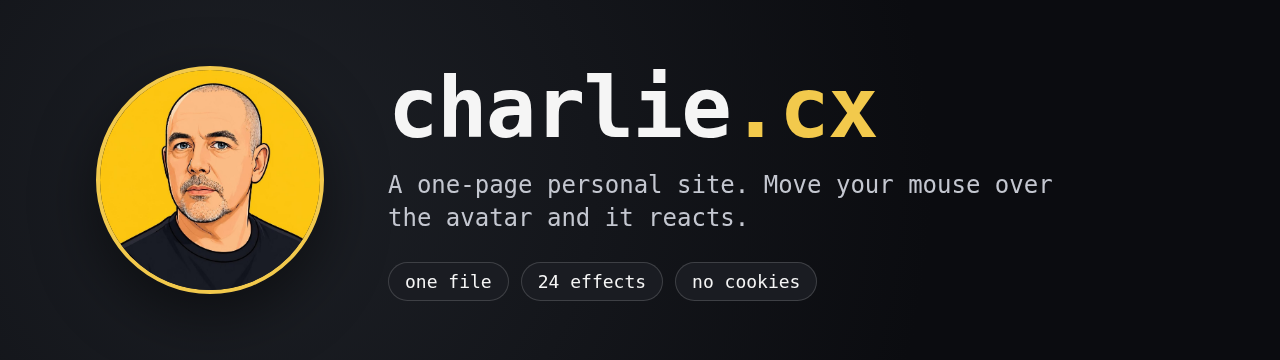 charlie.cx
A one-page personal site. Move your mouse over
the avatar and it reacts.
one file
24 effects
no cookies